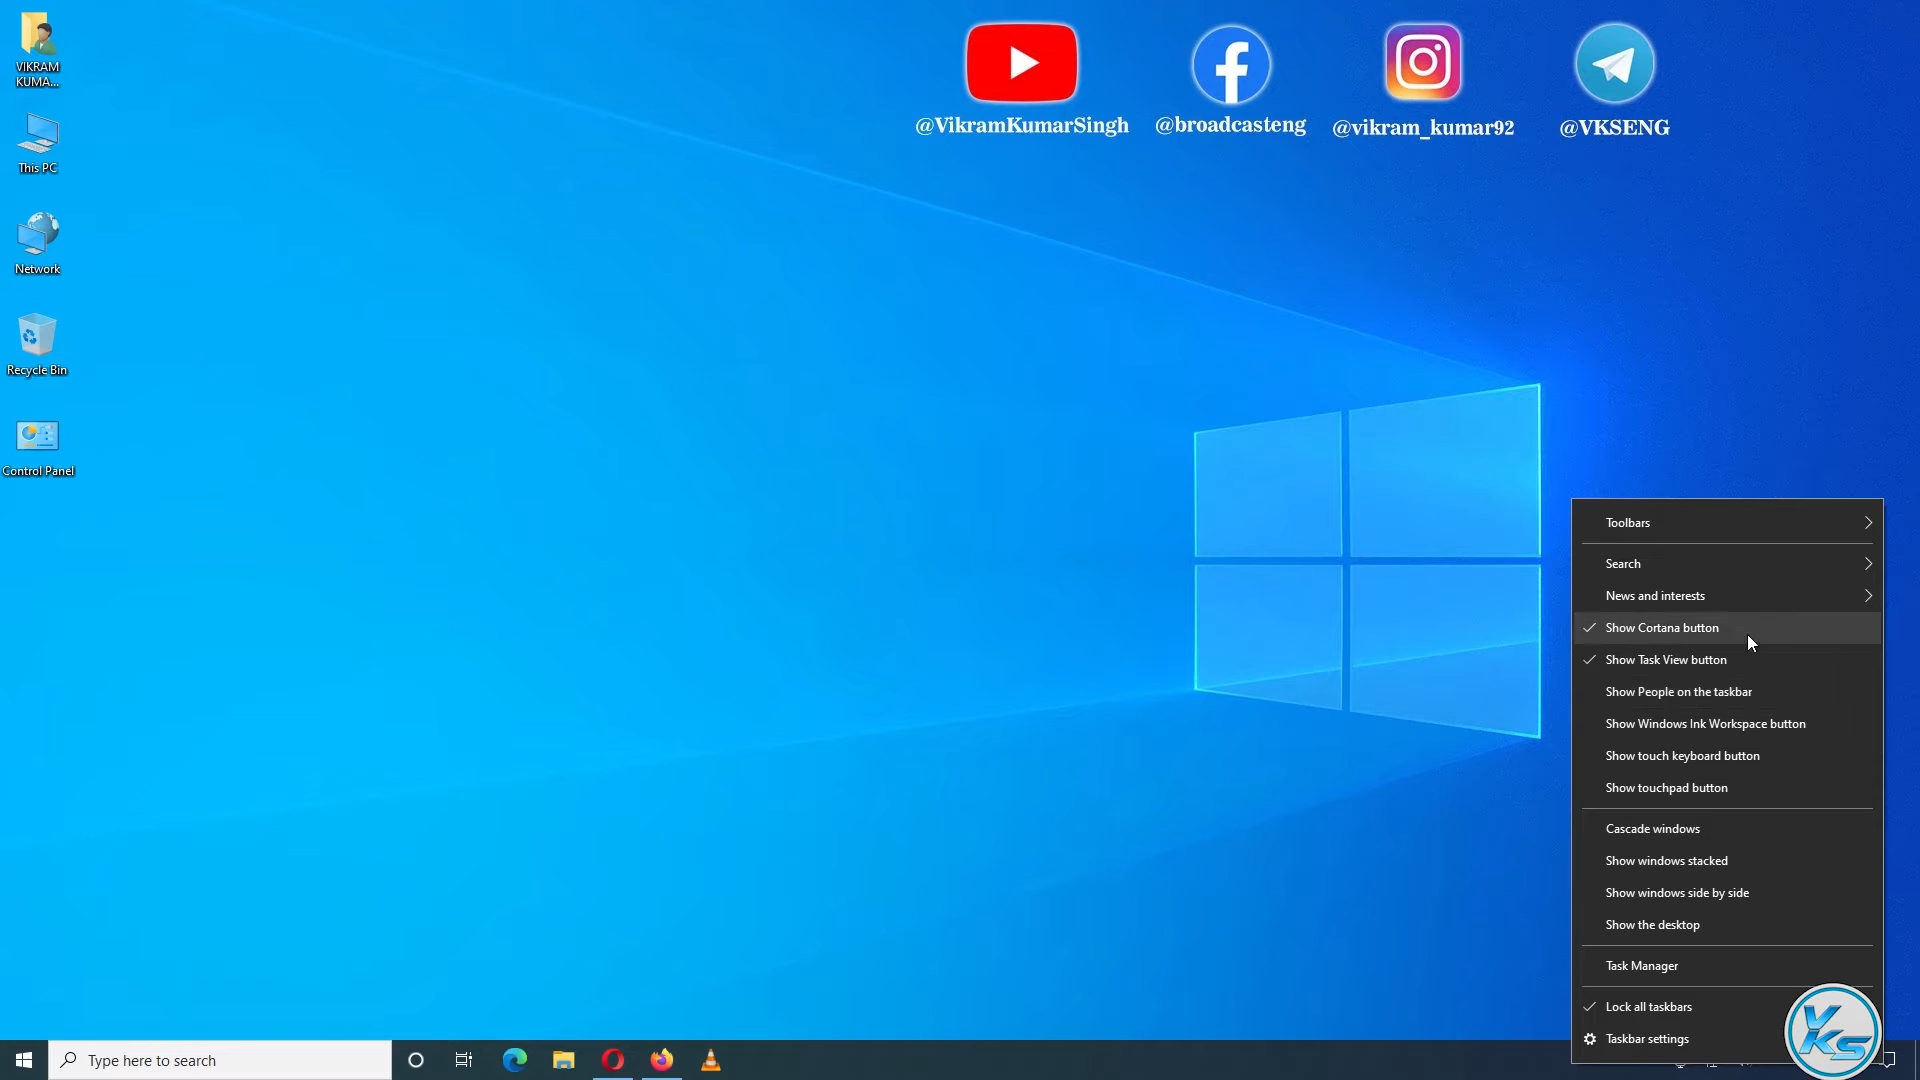 VIKRAM
KUMA...
This PC
Network
Recycle Bin
Control Panel
@VikramKumarSingh
@broadcasteng
@vikram_kumar92
@VKSENG
Toolbars
Search
News and interests
Show Cortana button
Show Task View button
Show People on the taskbar
Show Windows Ink Workspace button
Show touch keyboard button
Show touchpad button
Cascade windows
Show windows stacked
Show windows side by side
Show the desktop
Task Manager
Lock all taskbars
Taskbar settings
VKS
Type here to search